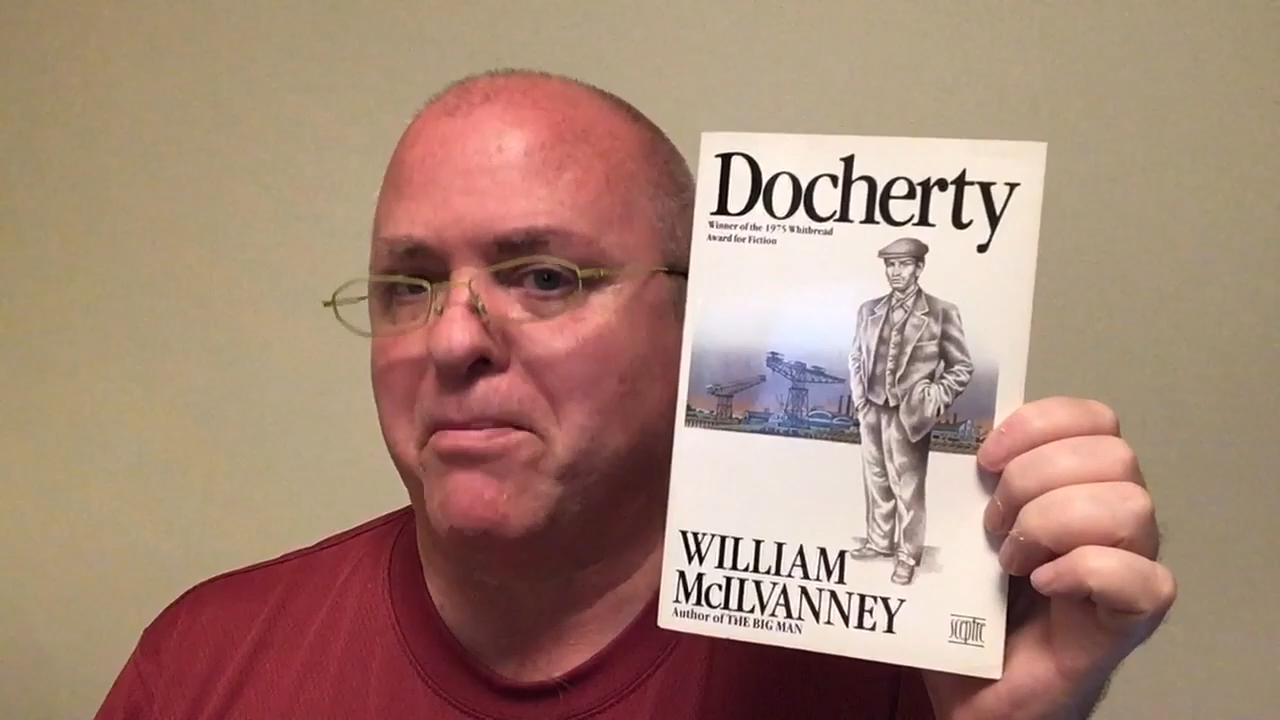 Docherty
Winner of the 1975 Whitbread
Award for Fiction
WILLIAM
McILVANNEY
Author of THE BIG MAN
sceptre